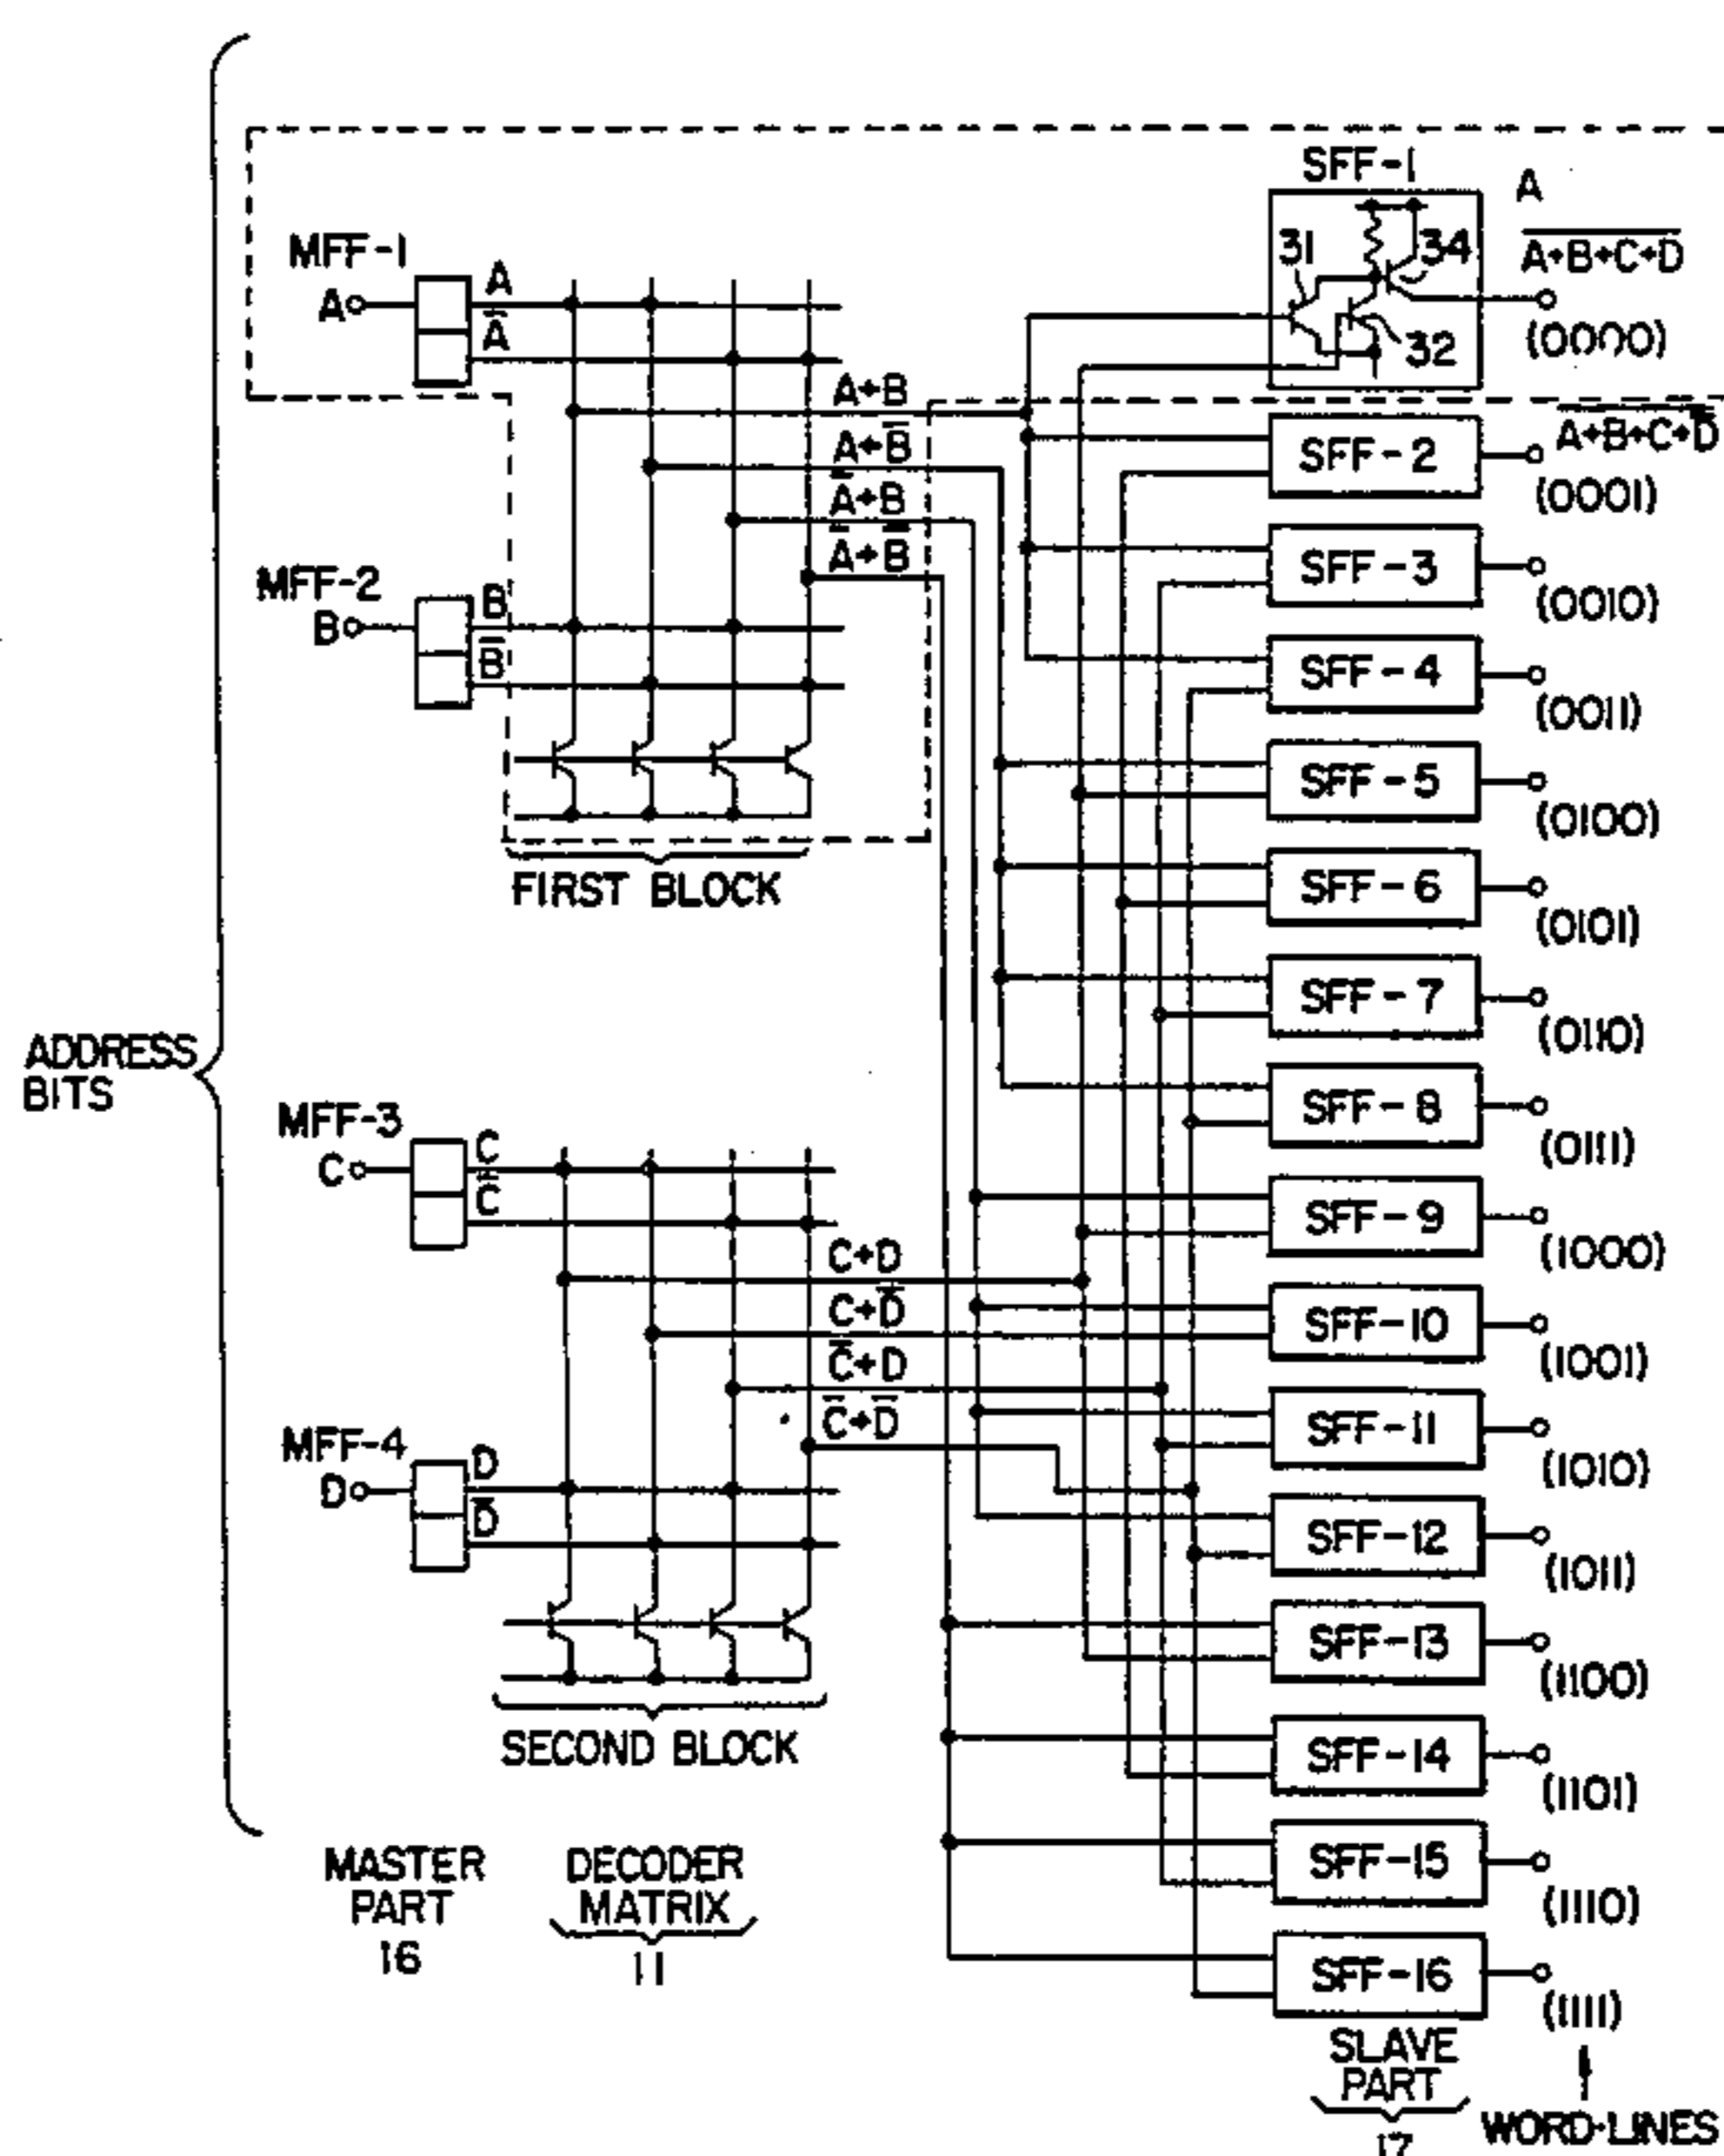 SFF-1
A
31
34
A+B+C+D
32
(0000)
MFF-1
A
A
Ā
A+B
A+B̄
Ā+B
Ā+B̄
SFF-2
A+B+C+D̄
(0001)
SFF-3
(0010)
MFF-2
B
B
B̄
SFF-4
(0011)
SFF-5
(0100)
FIRST BLOCK
SFF-6
(0101)
SFF-7
(0110)
ADDRESS
BITS
SFF-8
(0111)
MFF-3
C
C
C̄
SFF-9
(1000)
C+D
C+D̄
C̄+D
C̄+D̄
SFF-10
(1001)
SFF-11
(1010)
MFF-4
D
D
D̄
SFF-12
(1011)
SFF-13
(1100)
SECOND BLOCK
SFF-14
(1101)
MASTER
PART
16
DECODER
MATRIX
11
SFF-15
(1110)
SFF-16
(1111)
SLAVE
PART
17
WORD-LINES